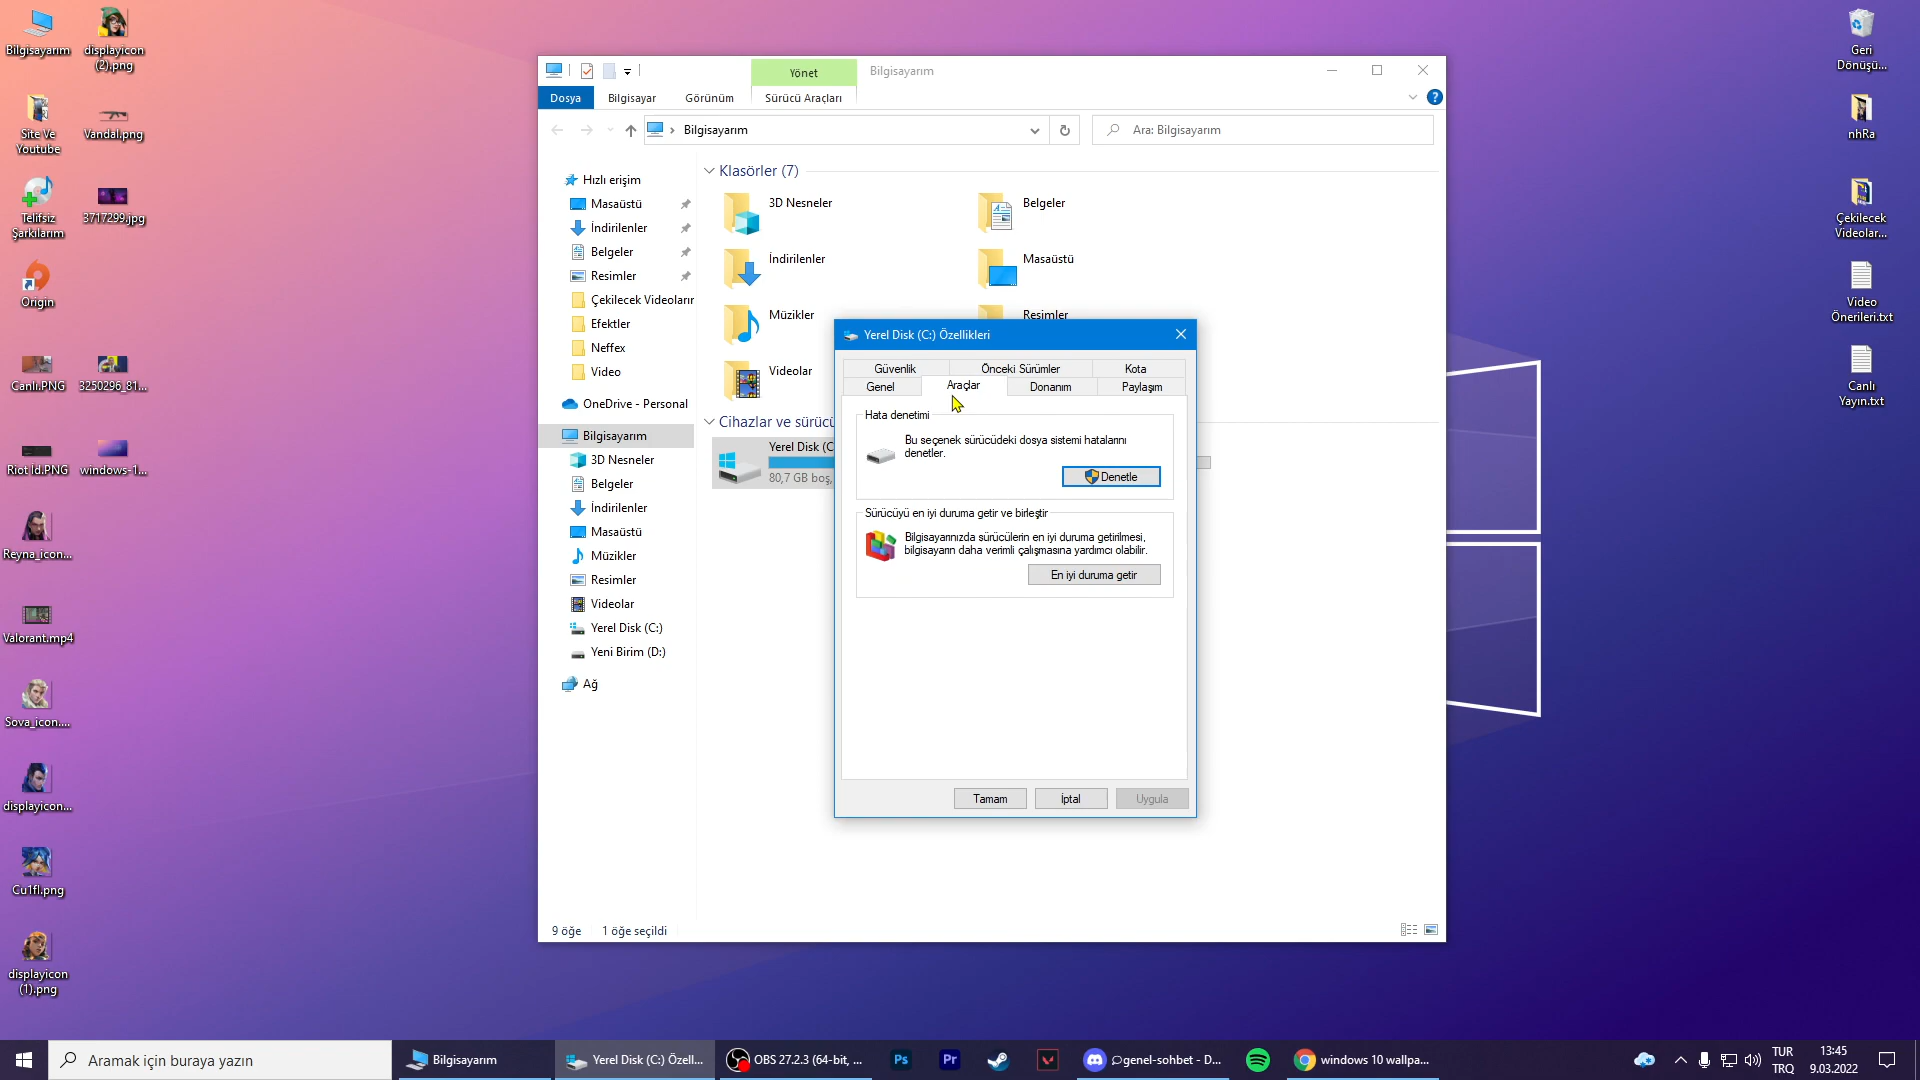 Bilgisayarım
displayicon
(2).png
Site Ve
Youtube
Vandal.png
Telifsiz
Şarkılarım
3717299.jpg
Origin
Canlı.PNG
3250296_81...
Riot İd.PNG
windows-1...
Reyna_icon...
Valorant.mp4
Sova_icon....
displayicon...
Cu1fl.png
displayicon
(1).png
Yönet
Bilgisayarım
Dosya
Bilgisayar
Görünüm
Sürücü Araçları
Bilgisayarım
Ara: Bilgisayarım
Hızlı erişim
Masaüstü
İndirilenler
Belgeler
Resimler
Çekilecek Videoların
Efektler
Neffex
Video
OneDrive - Personal
Bilgisayarım
3D Nesneler
Belgeler
İndirilenler
Masaüstü
Müzikler
Resimler
Videolar
Yerel Disk (C:)
Yeni Birim (D:)
Ağ
Klasörler (7)
3D Nesneler
Belgeler
İndirilenler
Masaüstü
Müzikler
Resimler
Videolar
Cihazlar ve sürücü
Yerel Disk (C
80,7 GB boş,
Yerel Disk (C:) Özellikleri
Güvenlik
Önceki Sürümler
Kota
Genel
Araçlar
Donanım
Paylaşım
Hata denetimi
Bu seçenek sürücüdeki dosya sistemi hatalarını
denetler.
Denetle
Sürücüyü en iyi duruma getir ve birleştir
Bilgisayarınızda sürücülerin en iyi duruma getirilmesi,
bilgisayarın daha verimli çalışmasına yardımcı olabilir.
En iyi duruma getir
Tamam
İptal
Uygula
9 öğe
1 öğe seçildi
Geri
Dönüşü...
nhRa
Çekilecek
Videolar...
Video
Önerileri.txt
Canlı
Yayın.txt
Aramak için buraya yazın
Bilgisayarım
Yerel Disk (C:) Özell...
OBS 27.2.3 (64-bit, ...
Ps
Pr
genel-sohbet - D...
windows 10 wallpa...
TUR
TRQ
13:45
9.03.2022